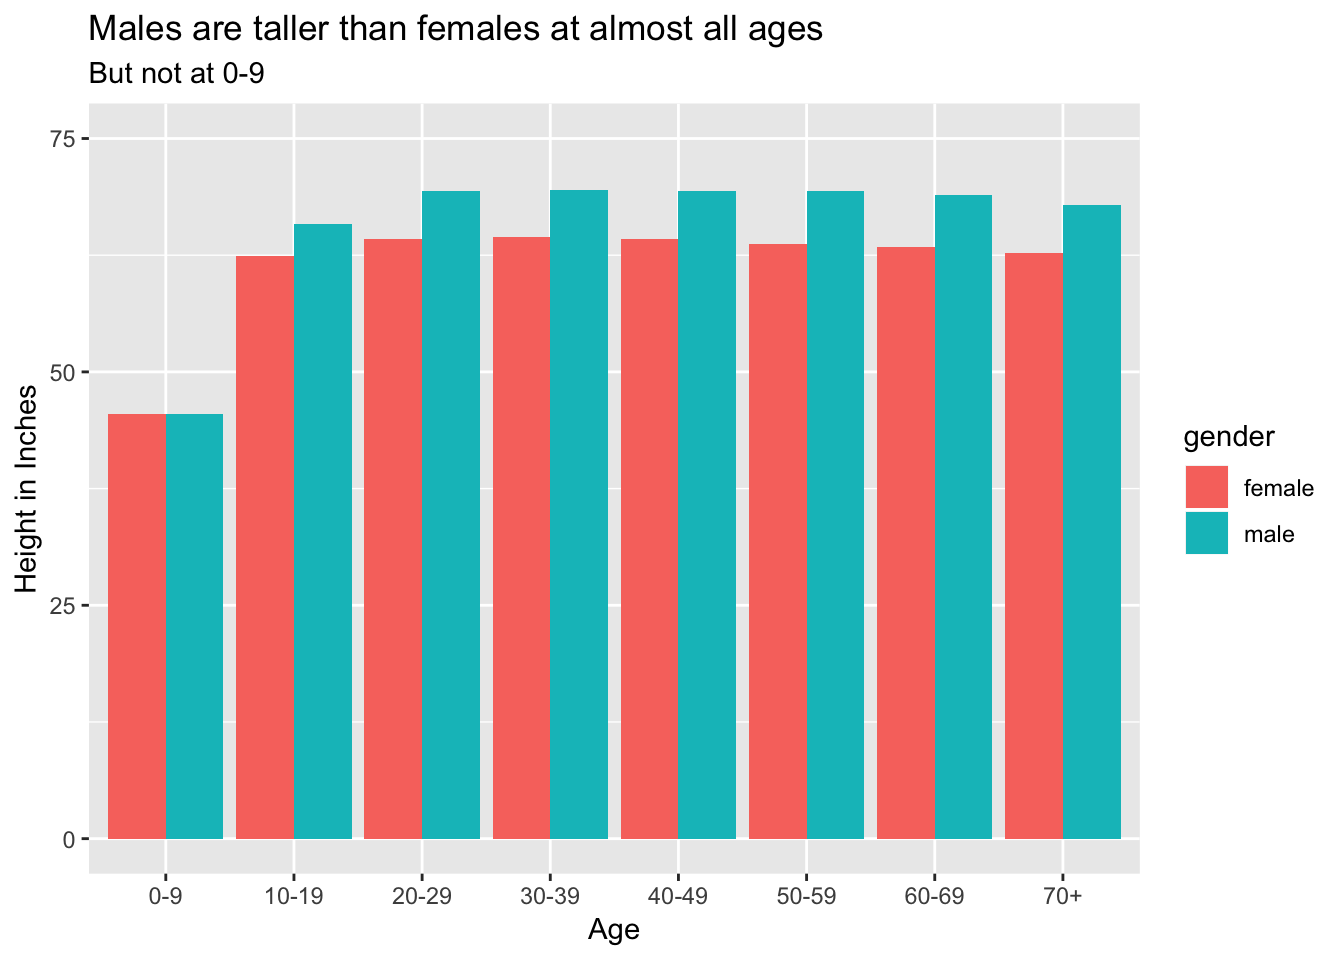 Males are taller than females at almost all ages
But not at 0-9
75
50
25
0
Height in Inches
0-9 10-19 20-29 30-39 40-49 50-59 60-69 70+
Age
gender
female
male